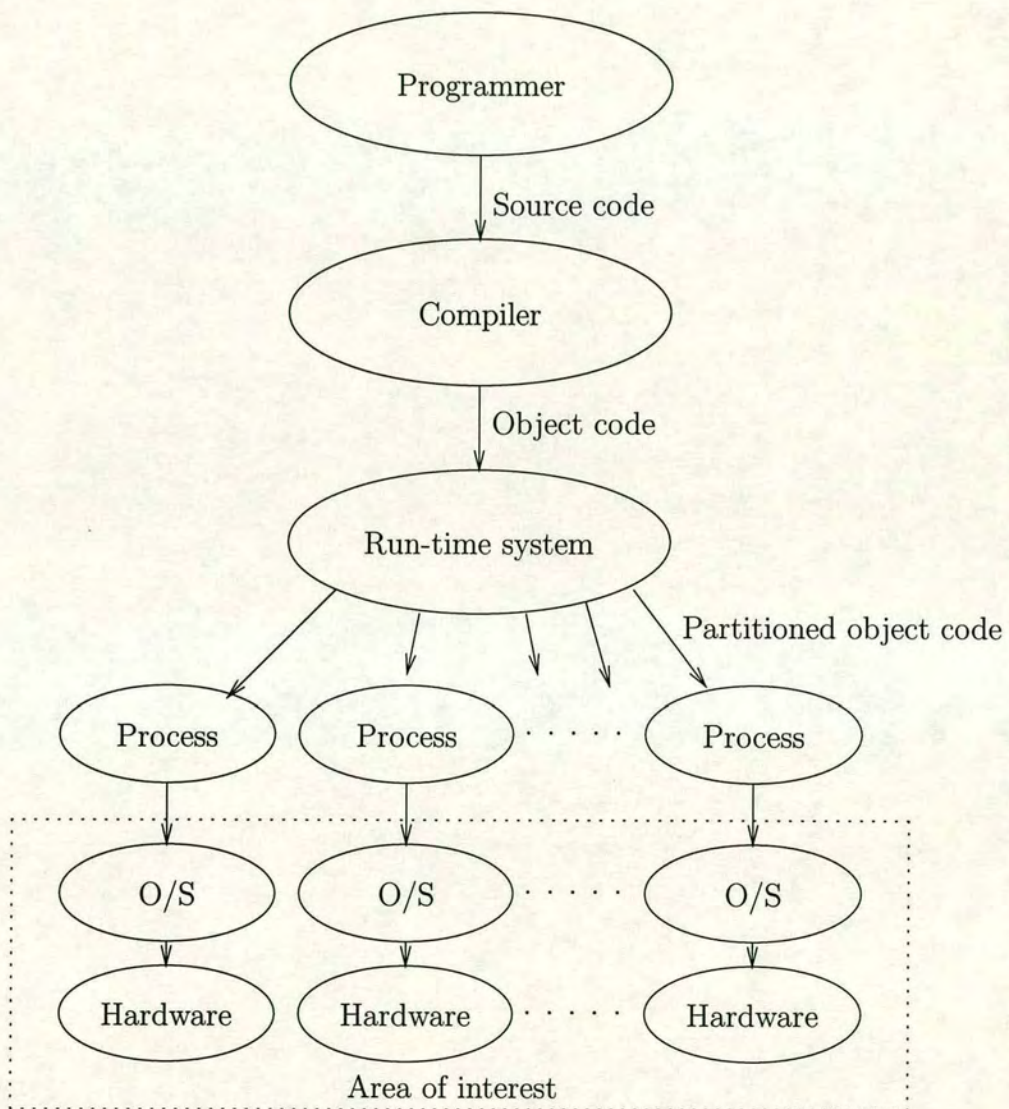 Programmer
Source code
Compiler
Object code
Run-time system
Partitioned object code
Process Process . . . . . Process
O/S O/S . . . . . O/S
Hardware Hardware . . . . . Hardware
Area of interest